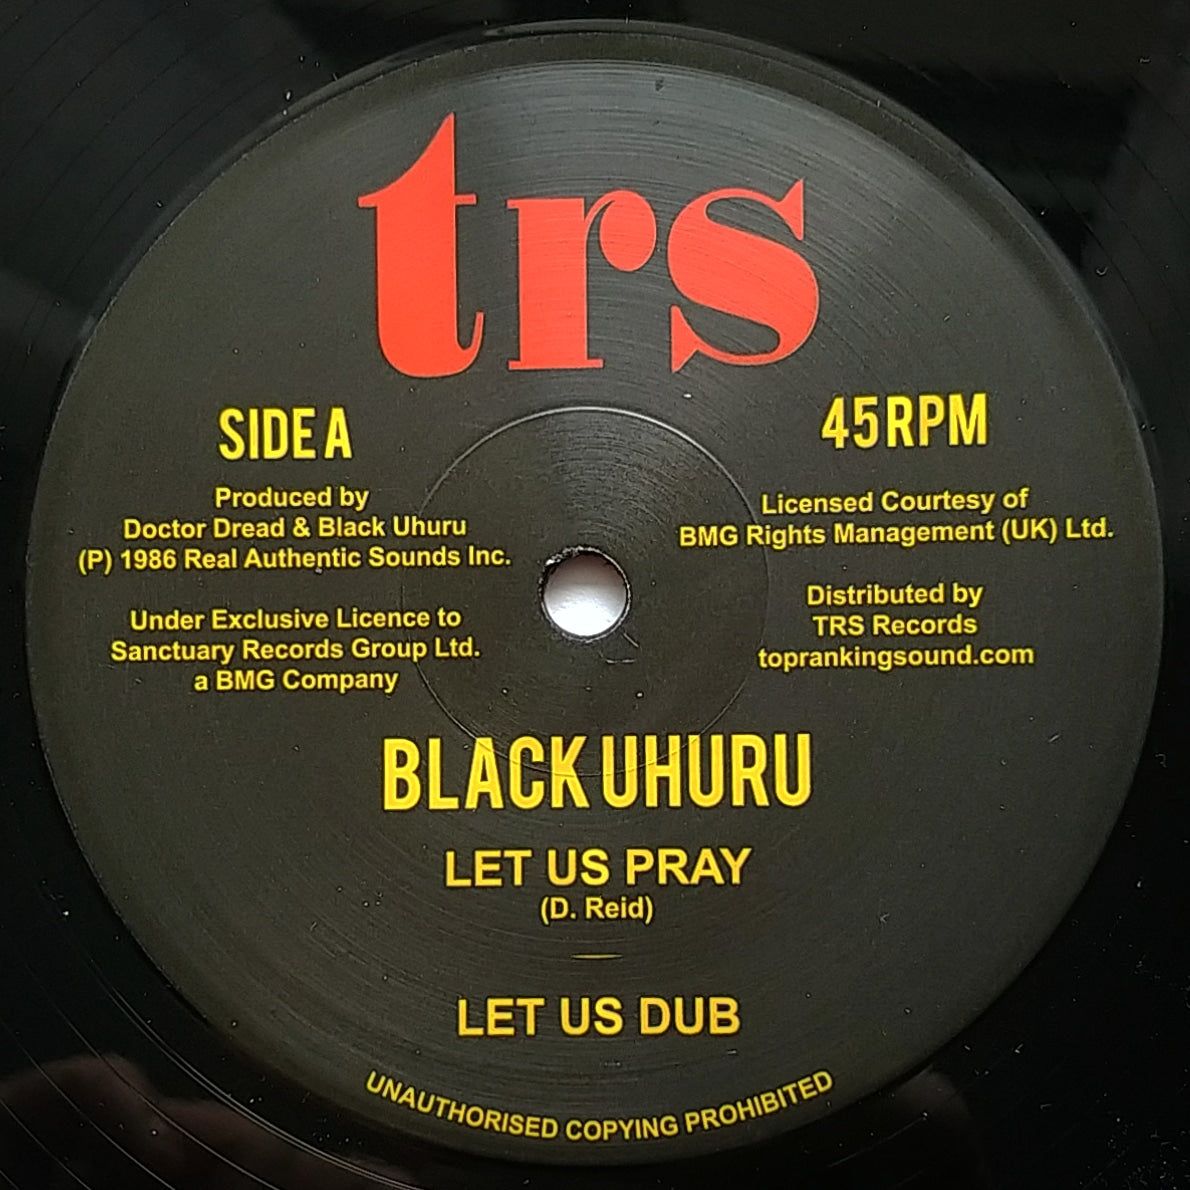 trs
SIDE A
45RPM
Produced by
Doctor Dread & Black Uhuru
(P) 1986 Real Authentic Sounds Inc.
Under Exclusive Licence to
Sanctuary Records Group Ltd.
a BMG Company
Licensed Courtesy of
BMG Rights Management (UK) Ltd.
Distributed by
TRS Records
toprankingsound.com
BLACK UHURU
LET US PRAY
(D. Reid)
LET US DUB
UNAUTHORISED COPYING PROHIBITED